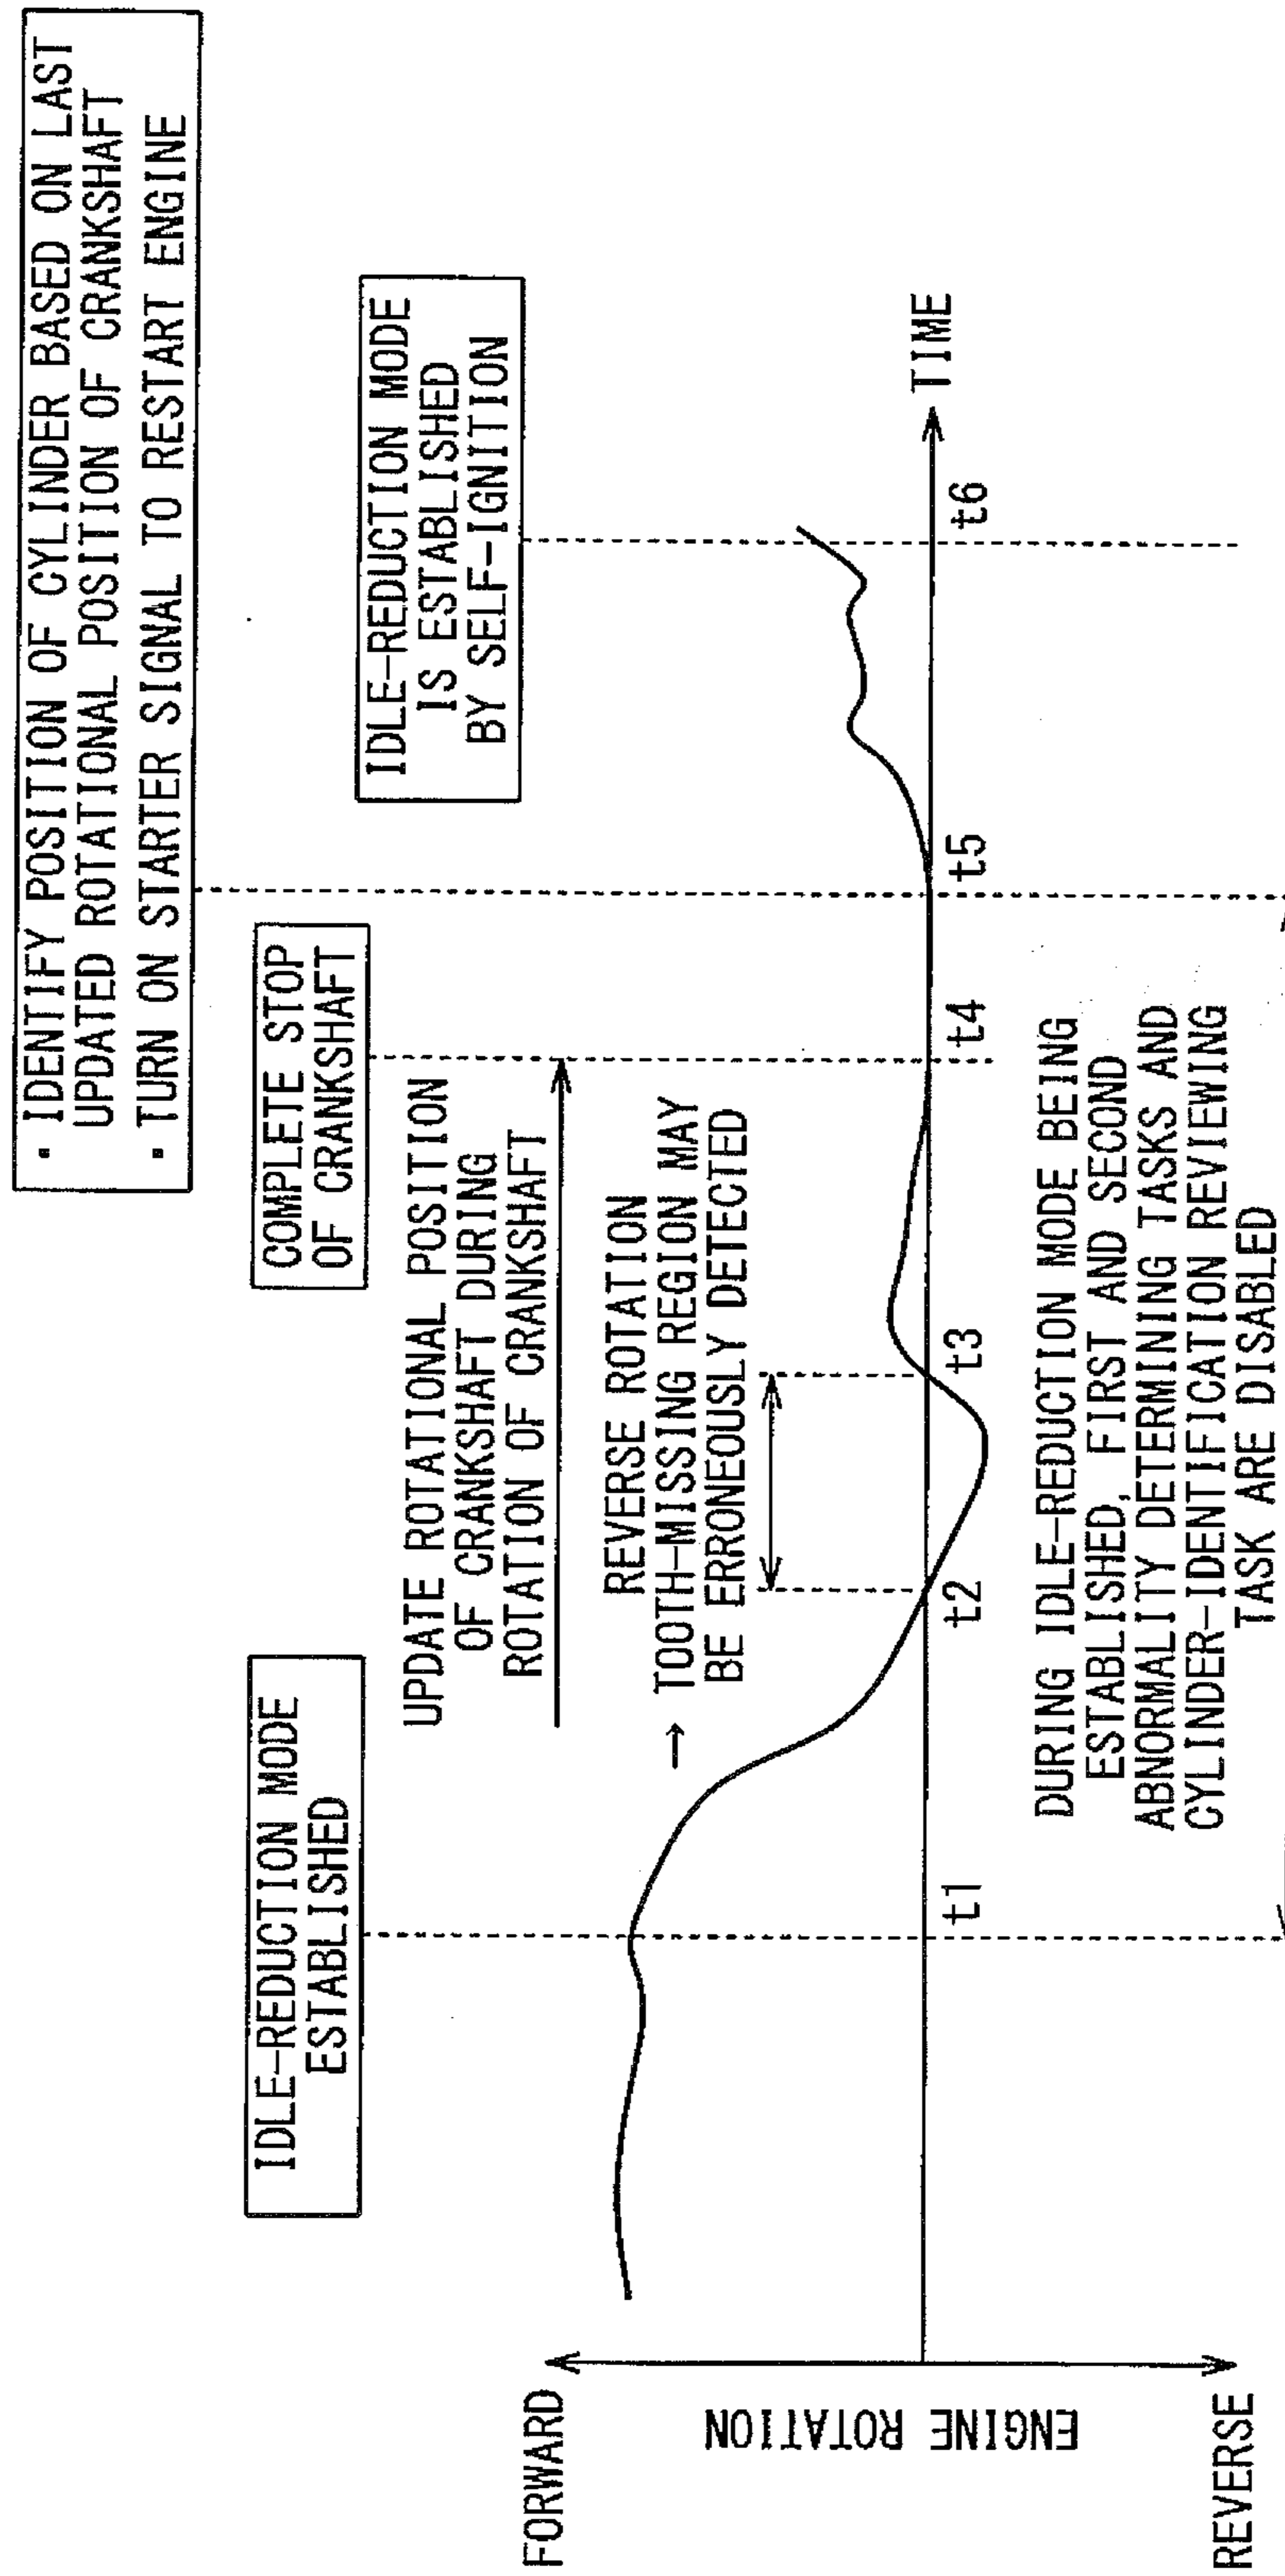 ▪ IDENTIFY POSITION OF CYLINDER BASED ON LAST
UPDATED ROTATIONAL POSITION OF CRANKSHAFT
▪ TURN ON STARTER SIGNAL TO RESTART ENGINE
IDLE-REDUCTION MODE
ESTABLISHED
COMPLETE STOP
OF CRANKSHAFT
IDLE-REDUCTION MODE
IS ESTABLISHED
BY SELF-IGNITION
UPDATE ROTATIONAL POSITION
OF CRANKSHAFT DURING
ROTATION OF CRANKSHAFT
REVERSE ROTATION
→ TOOTH-MISSING REGION MAY
BE ERRONEOUSLY DETECTED
FORWARD
ENGINE ROTATION
REVERSE
t1 t2 t3 t4 t5 t6
TIME
DURING IDLE-REDUCTION MODE BEING
ESTABLISHED, FIRST AND SECOND
ABNORMALITY DETERMINING TASKS AND
CYLINDER-IDENTIFICATION REVIEWING
TASK ARE DISABLED